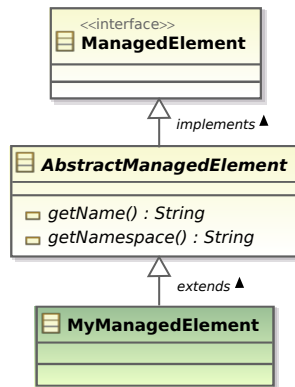 <<interface>>
ManagedElement
implements ▲
AbstractManagedElement
getName() : String
getNamespace() : String
extends ▲
MyManagedElement